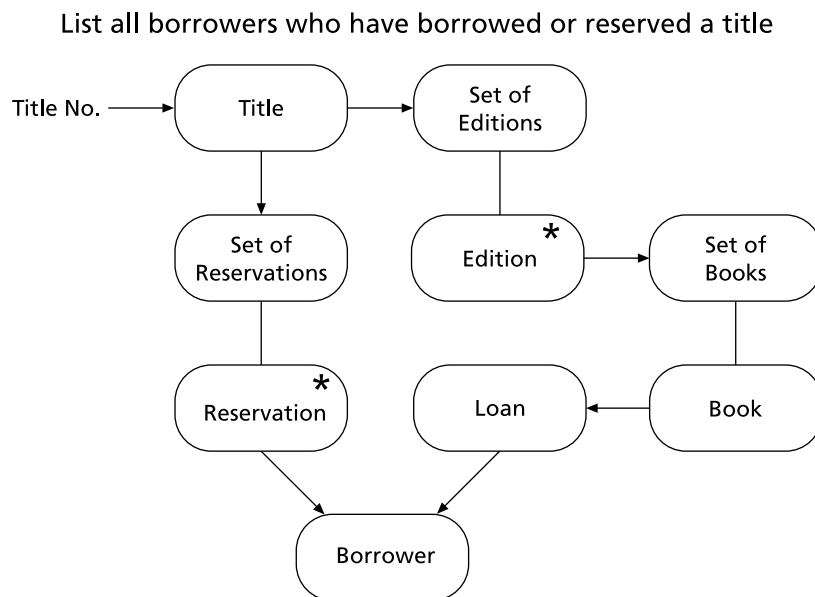 List all borrowers who have borrowed or reserved a title
Title No.
Title
Set of
Editions
Set of
Reservations
Edition
*
Set of
Books
Reservation
*
Loan
Book
Borrower